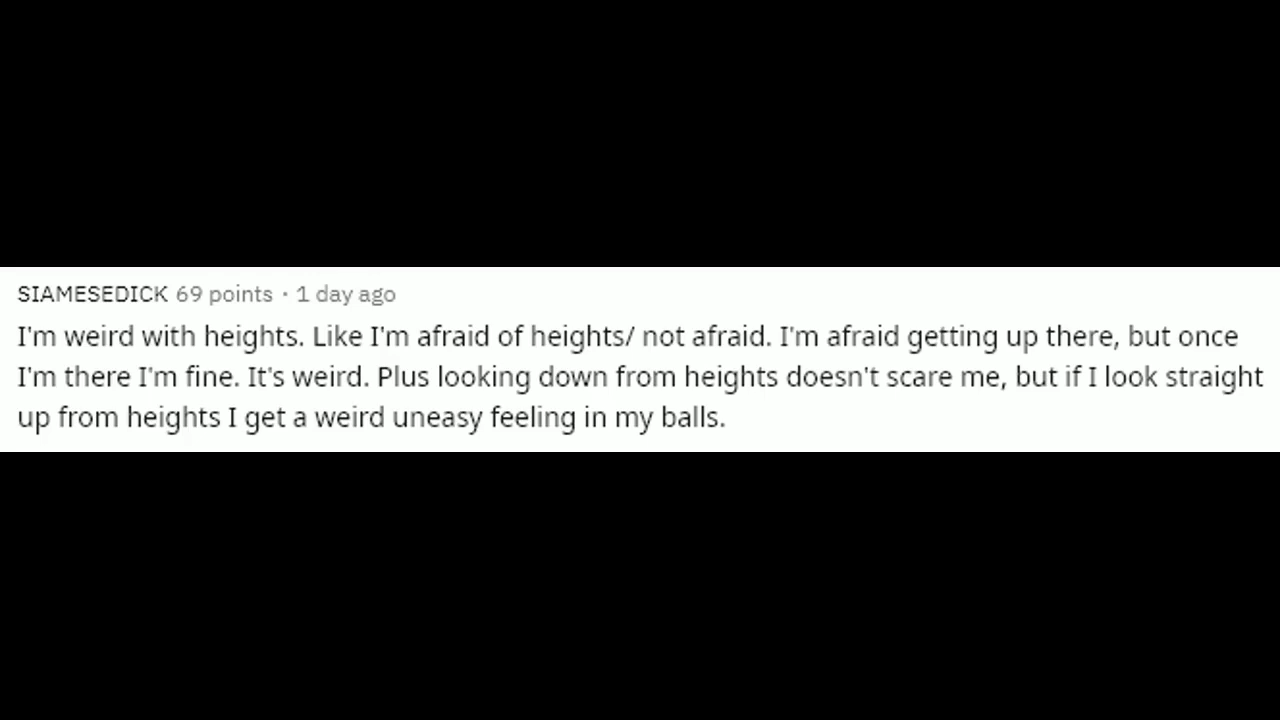 SIAMESEDICK 69 points · 1 day ago
I'm weird with heights. Like I'm afraid of heights/ not afraid. I'm afraid getting up there, but once
I'm there I'm fine. It's weird. Plus looking down from heights doesn't scare me, but if I look straight
up from heights I get a weird uneasy feeling in my balls.